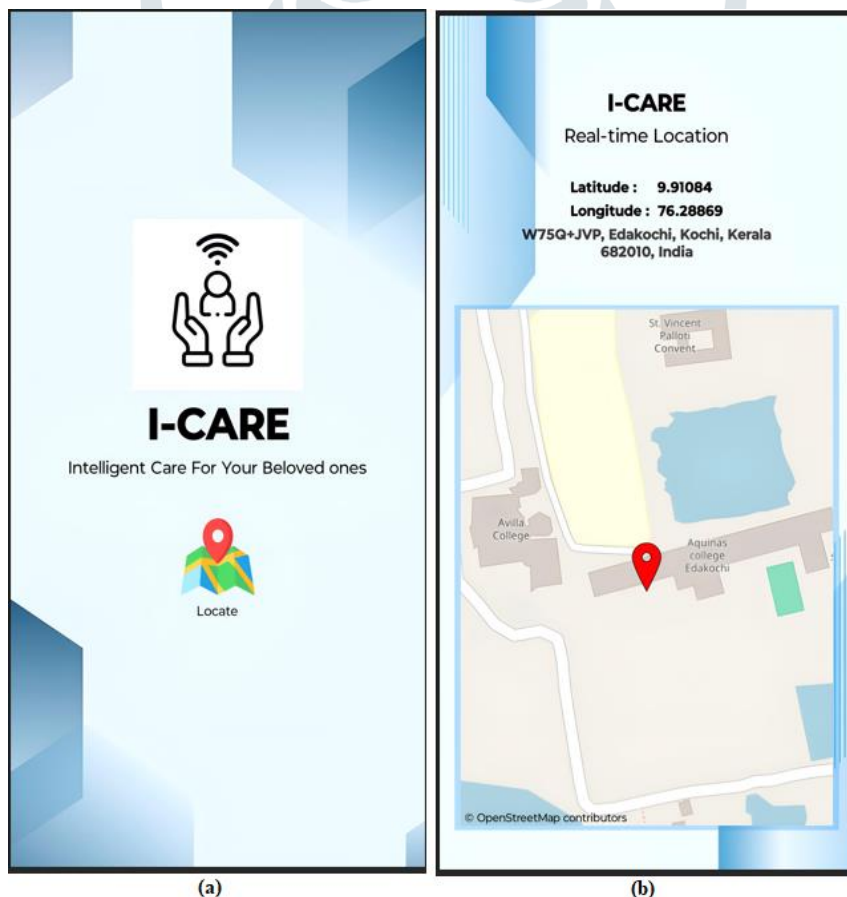 I-CARE
Intelligent Care For Your Beloved ones
Locate
(a)
I-CARE
Real-time Location
Latitude : 9.91084
Longitude : 76.28869
W75Q+JVP, Edakochi, Kochi, Kerala
682010, India
St. Vincent
Palloti
Convent
Avilla
College
Aquinas
college
Edakochi
© OpenStreetMap contributors
(b)